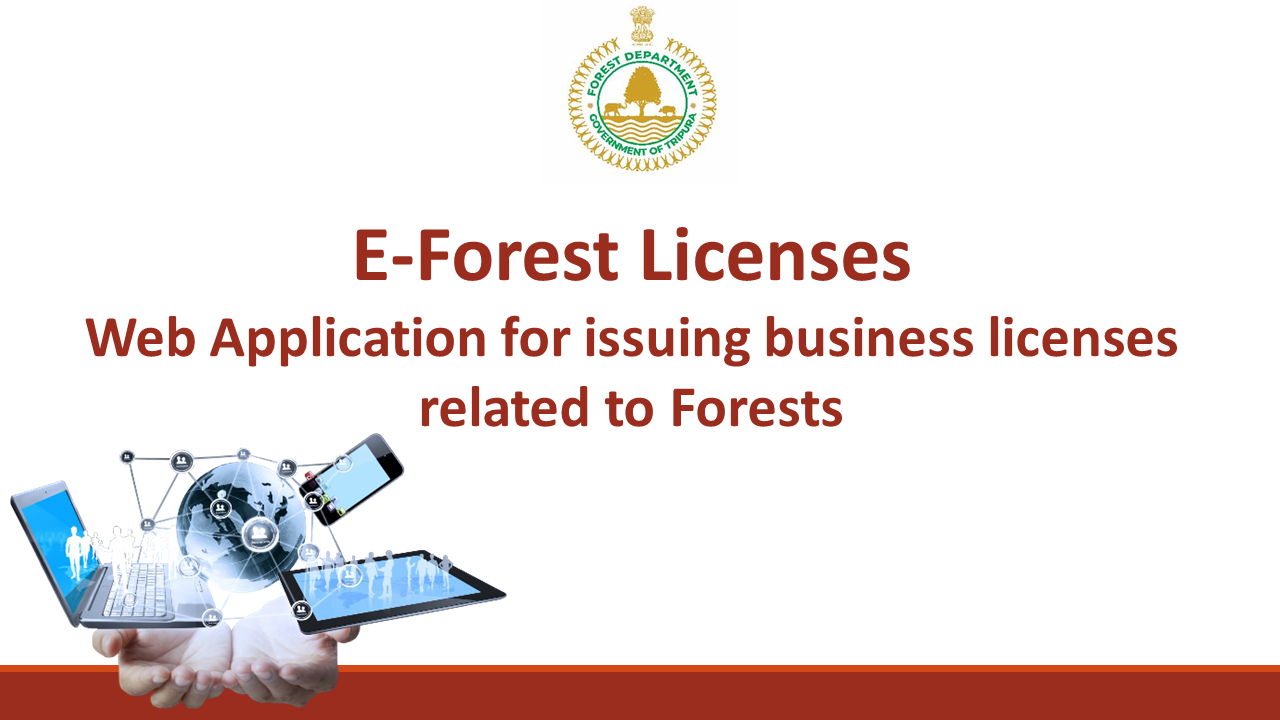 FOREST DEPARTMENT
GOVERNMENT OF TRIPURA
E-Forest Licenses
Web Application for issuing business licenses
related to Forests